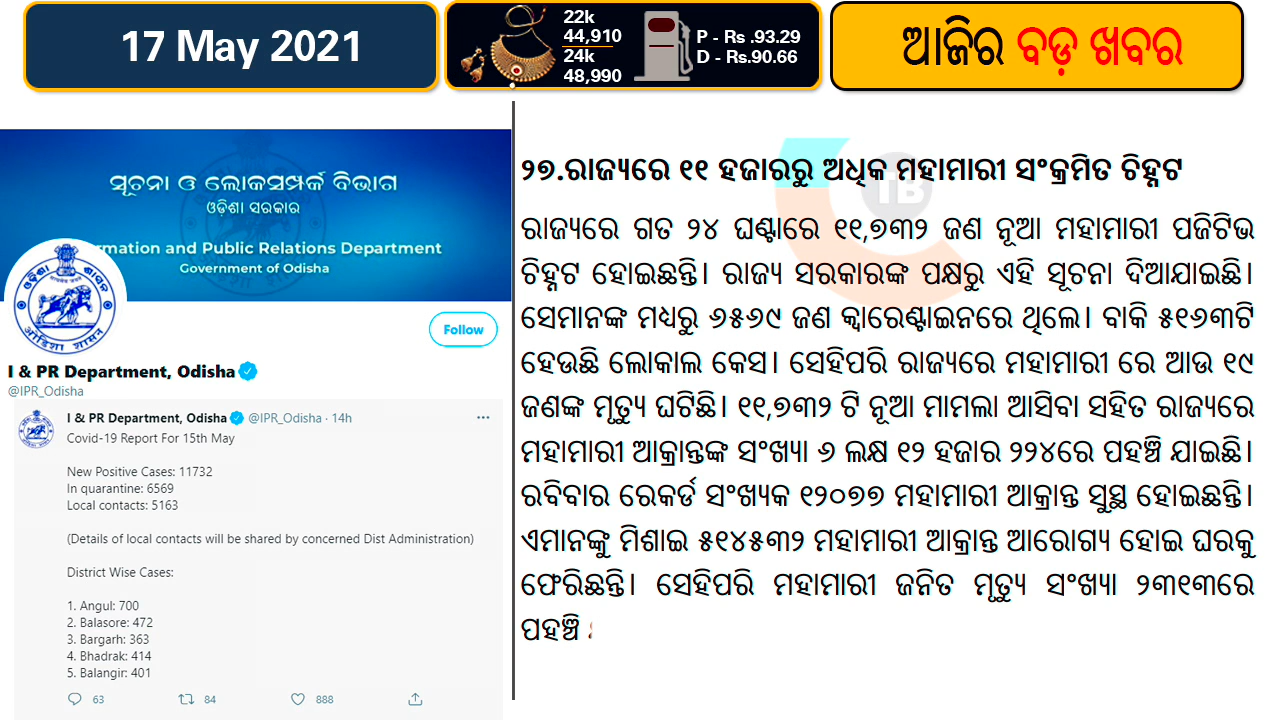 17 May 2021
22k
44,910
24k
48,990
P - Rs .93.29
D - Rs.90.66
ଆଜିର ବଡ଼ ଖବର
ସୂଚନା ଓ ଲୋକସମ୍ପର୍କ ବିଭାଗ
ଓଡ଼ିଶା ସରକାର
rmation and Public Relations Department
Government of Odisha
Follow
I & PR Department, Odisha
@IPR_Odisha
I & PR Department, Odisha @IPR_Odisha · 14h
Covid-19 Report For 15th May
New Positive Cases: 11732
In quarantine: 6569
Local contacts: 5163
(Details of local contacts will be shared by concerned Dist Administration)
District Wise Cases:
1. Angul: 700
2. Balasore: 472
3. Bargarh: 363
4. Bhadrak: 414
5. Balangir: 401
63 84 888
୨୭.ରାଜ୍ୟରେ ୧୧ ହଜାରରୁ ଅଧିକ ମହାମାରୀ ସଂକ୍ରମିତ ଚିହ୍ନଟ
TB
ରାଜ୍ୟରେ ଗତ ୨୪ ଘଣ୍ଟାରେ ୧୧,୭୩୨ ଜଣ ନୂଆ ମହାମାରୀ ପଜିଟିଭ
ଚିହ୍ନଟ ହୋଇଛନ୍ତି। ରାଜ୍ୟ ସରକାରଙ୍କ ପକ୍ଷରୁ ଏହି ସୂଚନା ଦିଆଯାଇଛି।
ସେମାନଙ୍କ ମଧ୍ୟରୁ ୬୫୬୯ ଜଣ କ୍ୱାରେଣ୍ଟାଇନରେ ଥିଲେ। ବାକି ୫୧୬୩ଟି
ହେଉଛି ଲୋକାଲ କେସ। ସେହିପରି ରାଜ୍ୟରେ ମହାମାରୀ ରେ ଆଉ ୧୯
ଜଣଙ୍କ ମୃତ୍ୟୁ ଘଟିଛି। ୧୧,୭୩୨ ଟି ନୂଆ ମାମଲା ଆସିବା ସହିତ ରାଜ୍ୟରେ
ମହାମାରୀ ଆକ୍ରାନ୍ତଙ୍କ ସଂଖ୍ୟା ୬ ଲକ୍ଷ ୧୨ ହଜାର ୨୨୪ରେ ପହଞ୍ଚି ଯାଇଛି।
ରବିବାର ରେକର୍ଡ ସଂଖ୍ୟକ ୧୨୦୭୭ ମହାମାରୀ ଆକ୍ରାନ୍ତ ସୁସ୍ଥ ହୋଇଛନ୍ତି।
ଏମାନଙ୍କୁ ମିଶାଇ ୫୧୪୫୩୨ ମହାମାରୀ ଆକ୍ରାନ୍ତ ଆରୋଗ୍ୟ ହୋଇ ଘରକୁ
ଫେରିଛନ୍ତି। ସେହିପରି ମହାମାରୀ ଜନିତ ମୃତ୍ୟୁ ସଂଖ୍ୟା ୨୩୧୩ରେ
ପହଞ୍ଚି